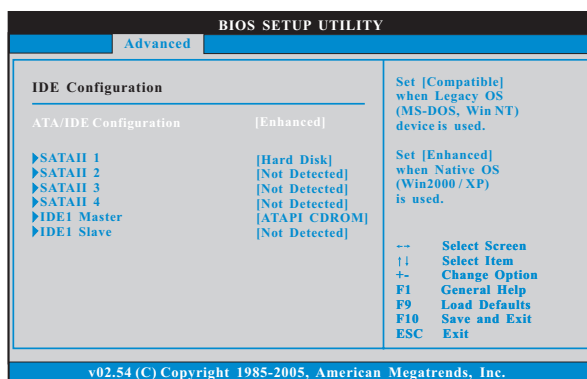 BIOS SETUP UTILITY
Advanced
IDE Configuration
ATA/IDE Configuration [Enhanced]
SATAII 1 [Hard Disk]
SATAII 2 [Not Detected]
SATAII 3 [Not Detected]
SATAII 4 [Not Detected]
IDE1 Master [ATAPI CDROM]
IDE1 Slave [Not Detected]
Set [Compatible]
when Legacy OS
(MS-DOS, Win NT)
device is used.
Set [Enhanced]
when Native OS
(Win2000 / XP)
is used.
←→ Select Screen
↑↓ Select Item
+- Change Option
F1 General Help
F9 Load Defaults
F10 Save and Exit
ESC Exit
v02.54 (C) Copyright 1985-2005, American Megatrends, Inc.